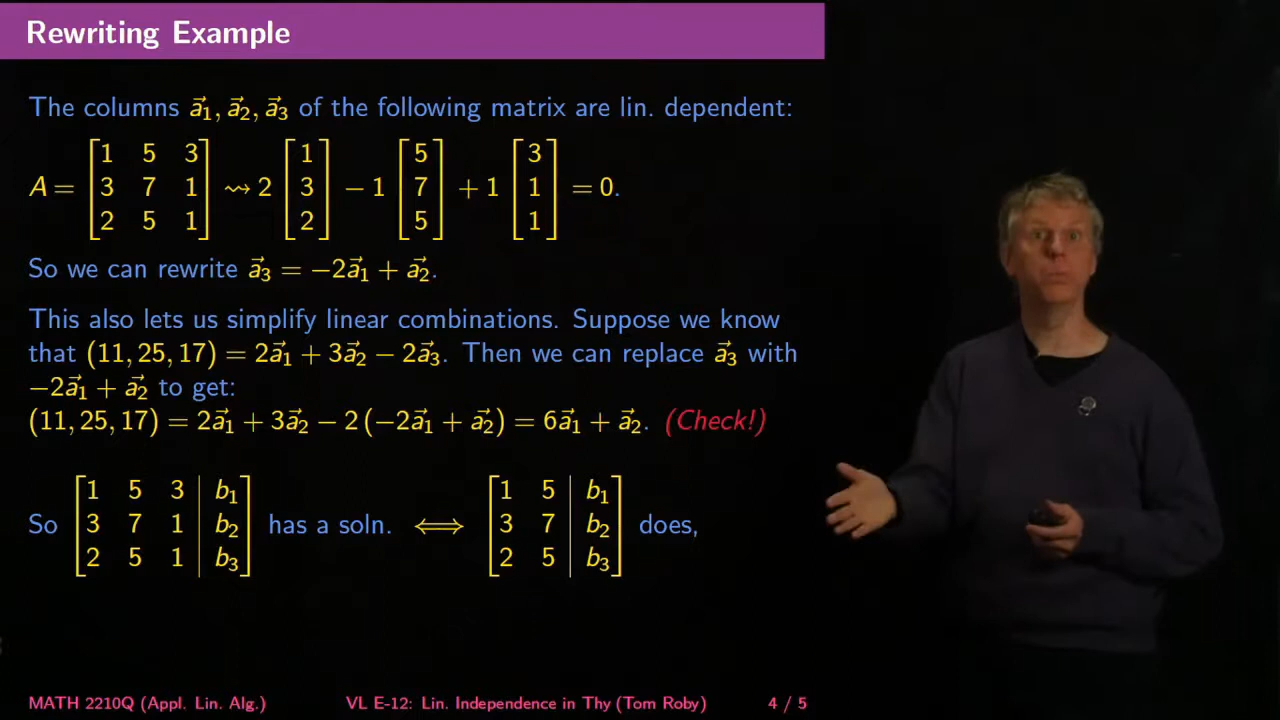 Rewriting Example
The columns a⃗₁, a⃗₂, a⃗₃ of the following matrix are lin. dependent:
A = [1 5 3; 3 7 1; 2 5 1] ⇝ 2 [1; 3; 2] − 1 [5; 7; 5] + 1 [3; 1; 1] = 0.
So we can rewrite a⃗₃ = −2a⃗₁ + a⃗₂.
This also lets us simplify linear combinations. Suppose we know
that (11, 25, 17) = 2a⃗₁ + 3a⃗₂ − 2a⃗₃. Then we can replace a⃗₃ with
−2a⃗₁ + a⃗₂ to get:
(11, 25, 17) = 2a⃗₁ + 3a⃗₂ − 2 (−2a⃗₁ + a⃗₂) = 6a⃗₁ + a⃗₂. (Check!)
So [1 5 3 | b₁; 3 7 1 | b₂; 2 5 1 | b₃] has a soln. ⟺ [1 5 | b₁; 3 7 | b₂; 2 5 | b₃] does,
MATH 2210Q (Appl. Lin. Alg.) VL E-12: Lin. Independence in Thy (Tom Roby) 4 / 5